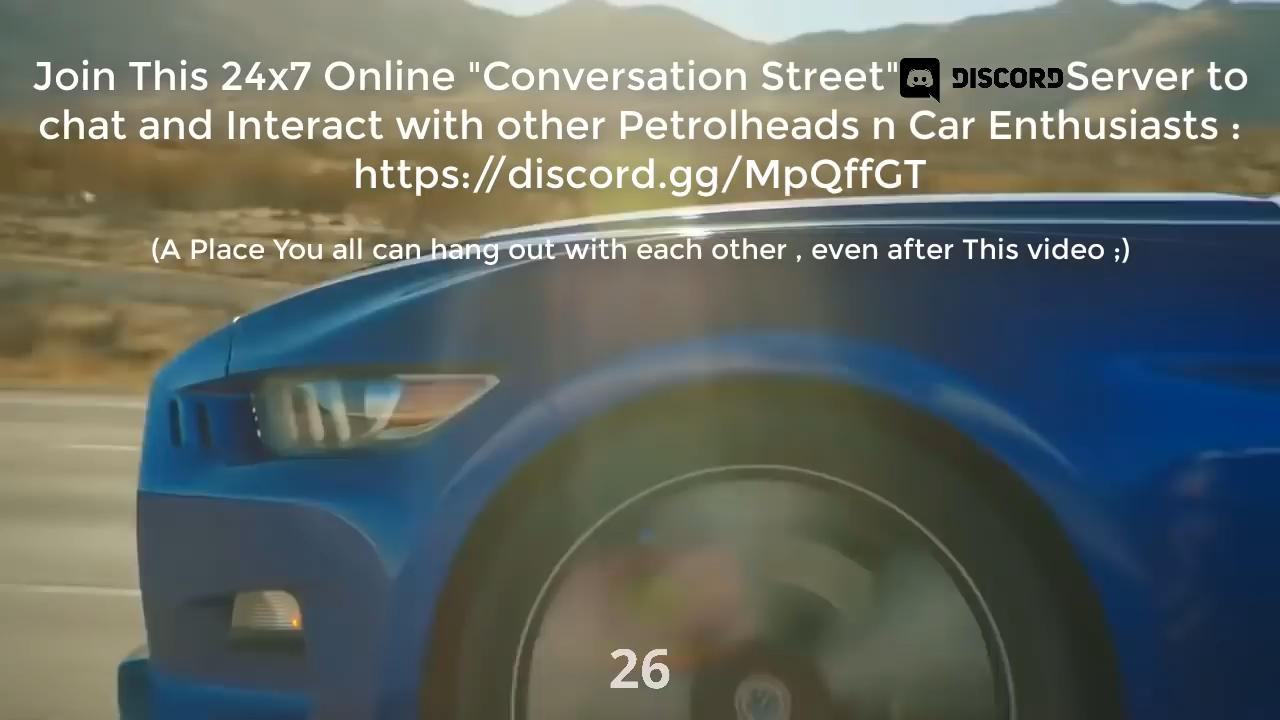 Join This 24x7 Online "Conversation Street" DISCORD Server to
chat and Interact with other Petrolheads n Car Enthusiasts :
https://discord.gg/MpQffGT
(A Place You all can hang out with each other , even after This video ;)
26